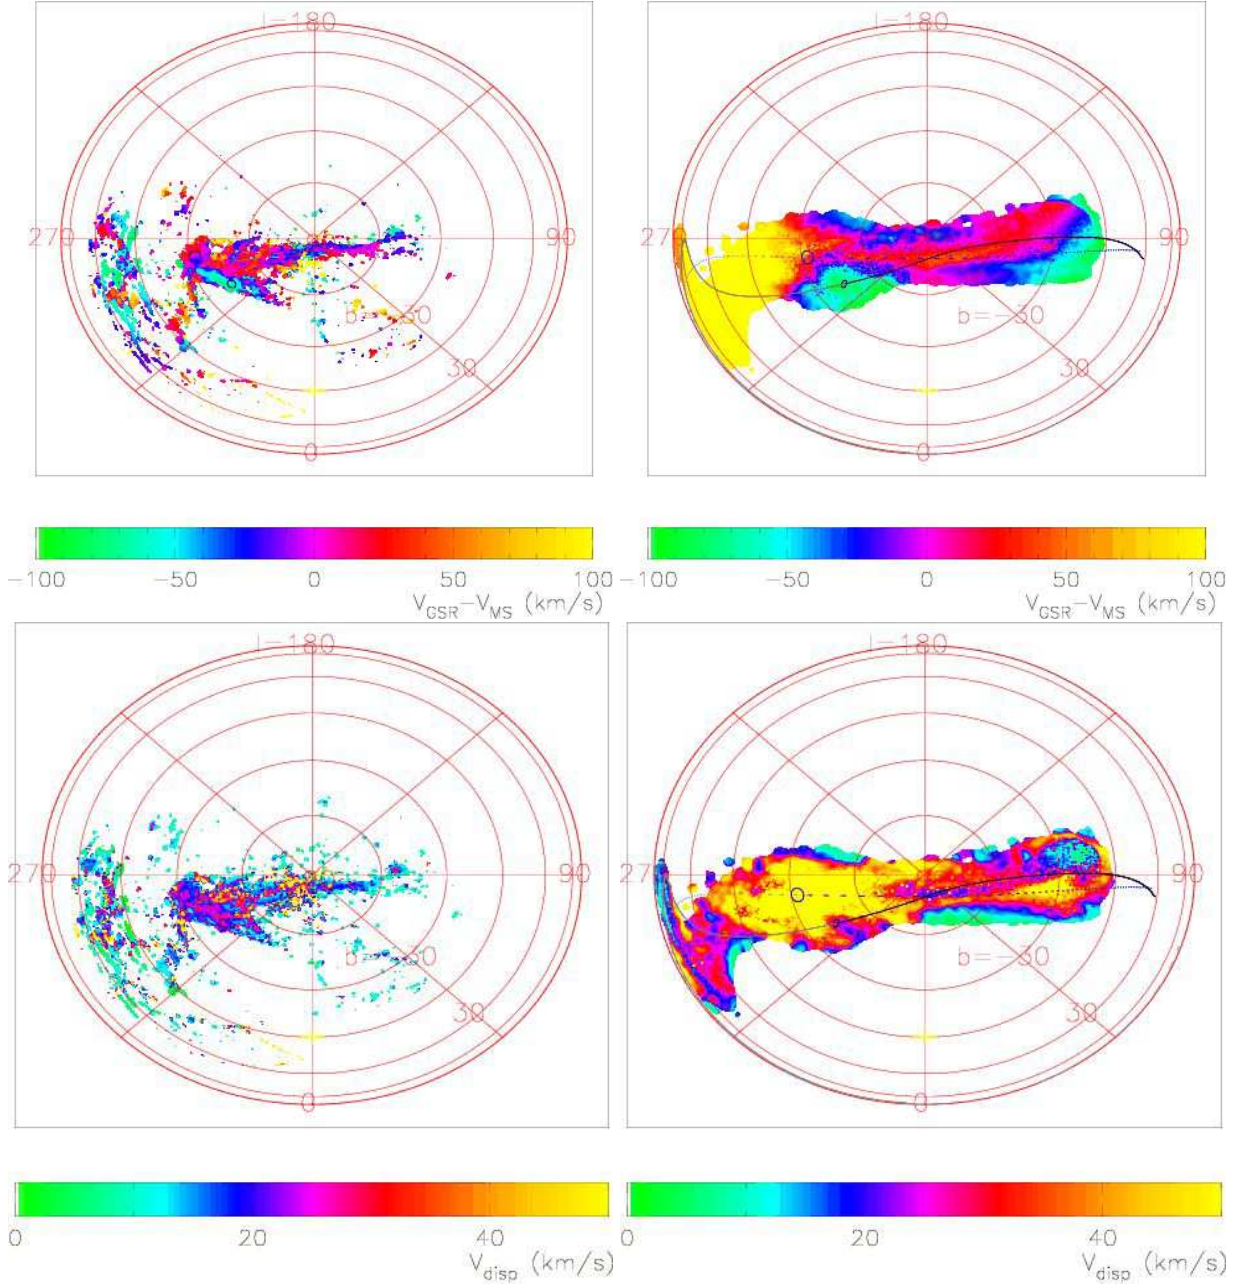 l=180 l=180
270 90 270 90
b=-30 b=-30
30 30
0 0
-100 -50 0 50 100 -100 -50 0 50 100
V_GSR-V_MS (km/s) V_GSR-V_MS (km/s)
l=180 l=180
270 90 270 90
b=-30 b=-30
30 30
0 0
0 20 40 0 20 40
V_disp (km/s) V_disp (km/s)